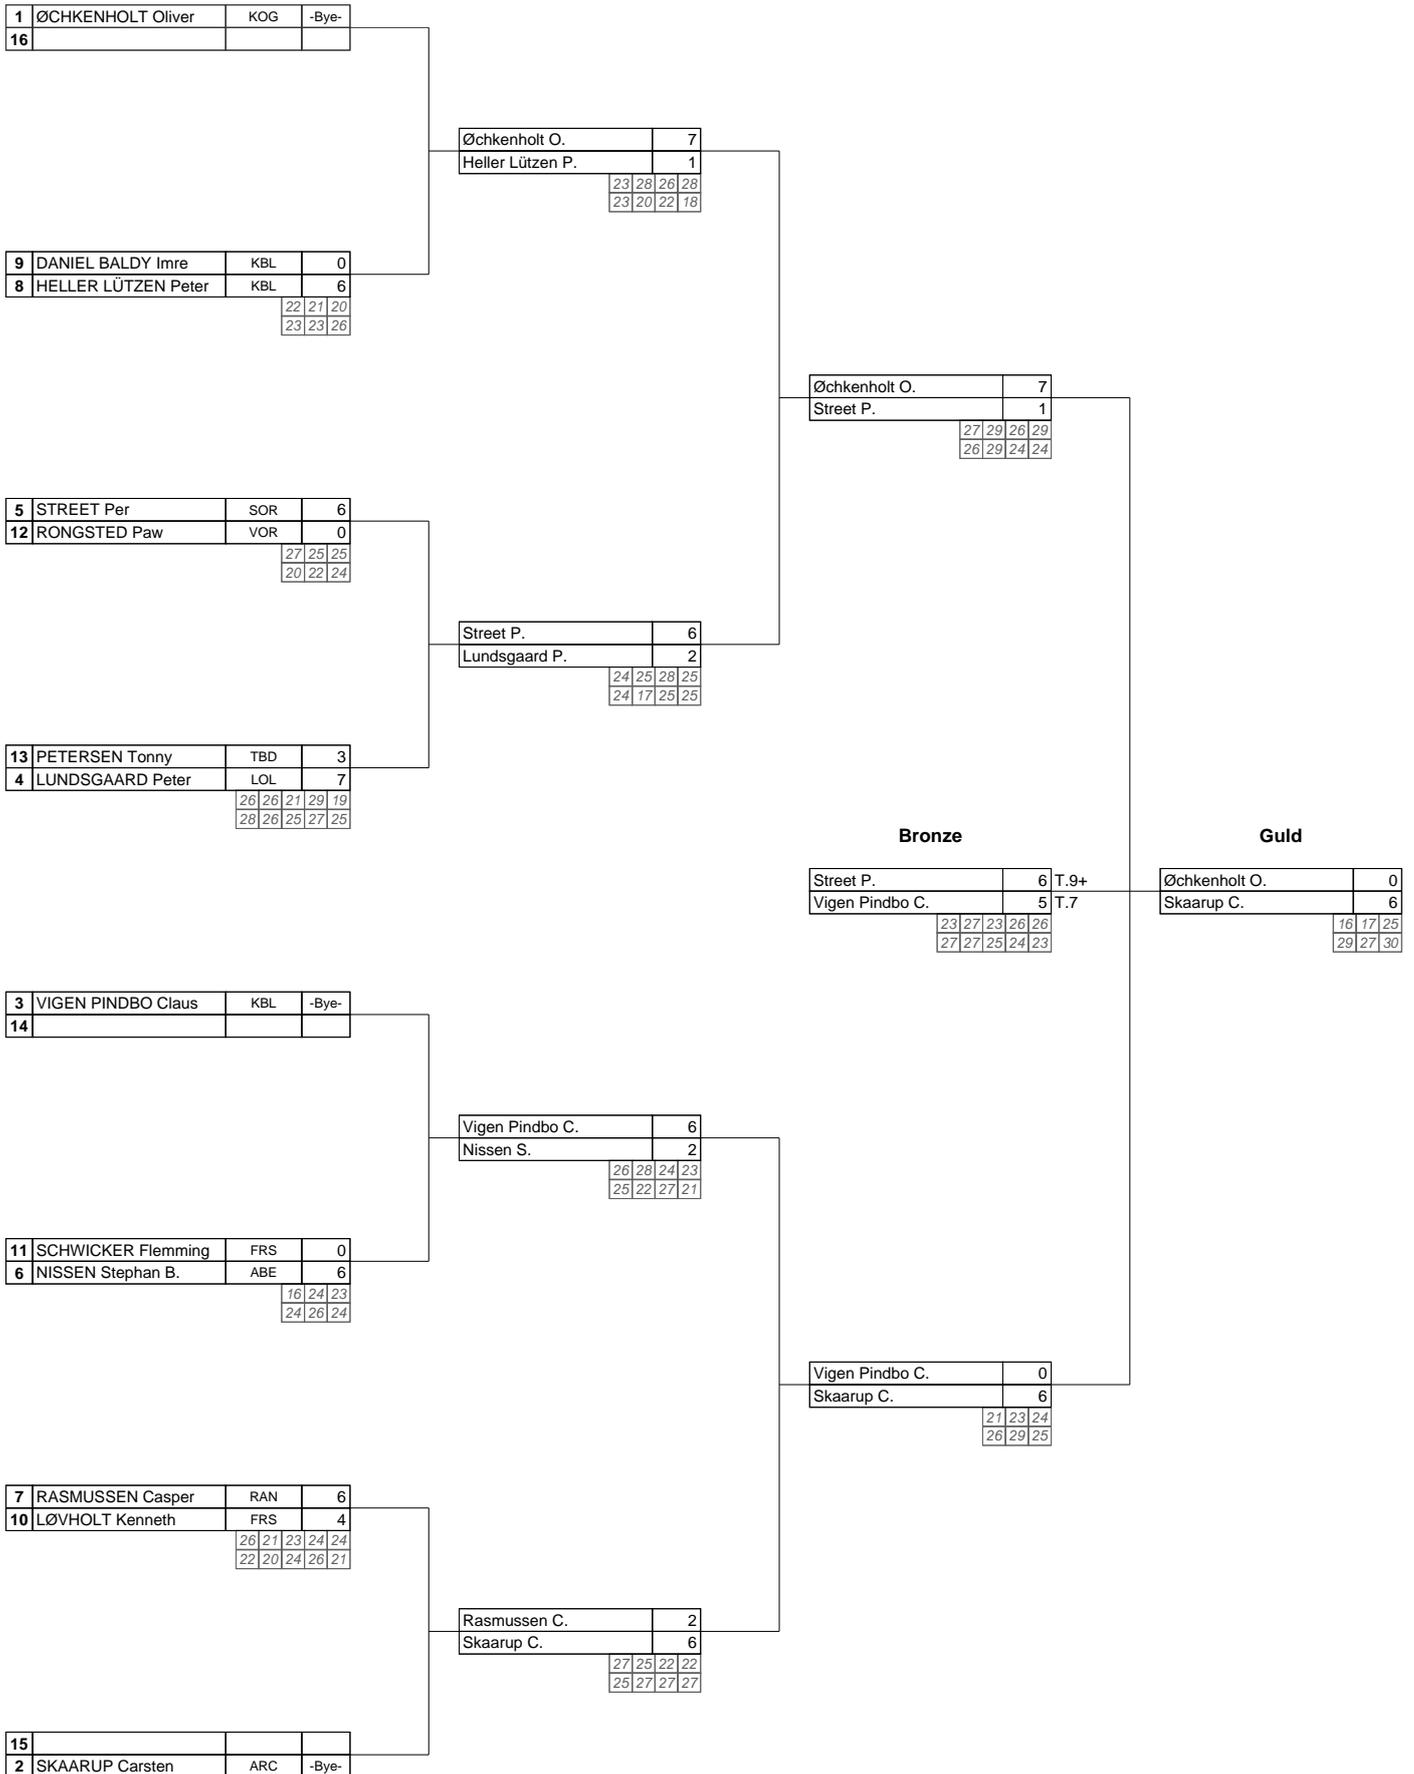 1 ØCHKENHOLT Oliver KOG -Bye-
16
Øchkenholt O. 7
Heller Lützen P. 1
23 28 26 28
23 20 22 18
9 DANIEL BALDY Imre KBL 0
8 HELLER LÜTZEN Peter KBL 6
22 21 20
23 23 26
Øchkenholt O. 7
Street P. 1
27 29 26 29
26 29 24 24
5 STREET Per SOR 6
12 RONGSTED Paw VOR 0
27 25 25
20 22 24
Street P. 6
Lundsgaard P. 2
24 25 28 25
24 17 25 25
13 PETERSEN Tonny TBD 3
4 LUNDSGAARD Peter LOL 7
26 26 21 29 19
28 26 25 27 25
Bronze Guld
Street P. 6 T.9+ Øchkenholt O. 0
Vigen Pindbo C. 5 T.7 Skaarup C. 6
23 27 23 26 26 16 17 25
27 27 25 24 23 29 27 30
3 VIGEN PINDBO Claus KBL -Bye-
14
Vigen Pindbo C. 6
Nissen S. 2
26 28 24 23
25 22 27 21
11 SCHWICKER Flemming FRS 0
6 NISSEN Stephan B. ABE 6
16 24 23
24 26 24
Vigen Pindbo C. 0
Skaarup C. 6
21 23 24
26 29 25
7 RASMUSSEN Casper RAN 6
10 LØVHOLT Kenneth FRS 4
26 21 23 24 24
22 20 24 26 21
Rasmussen C. 2
Skaarup C. 6
27 25 22 22
25 27 27 27
15
2 SKAARUP Carsten ARC -Bye-